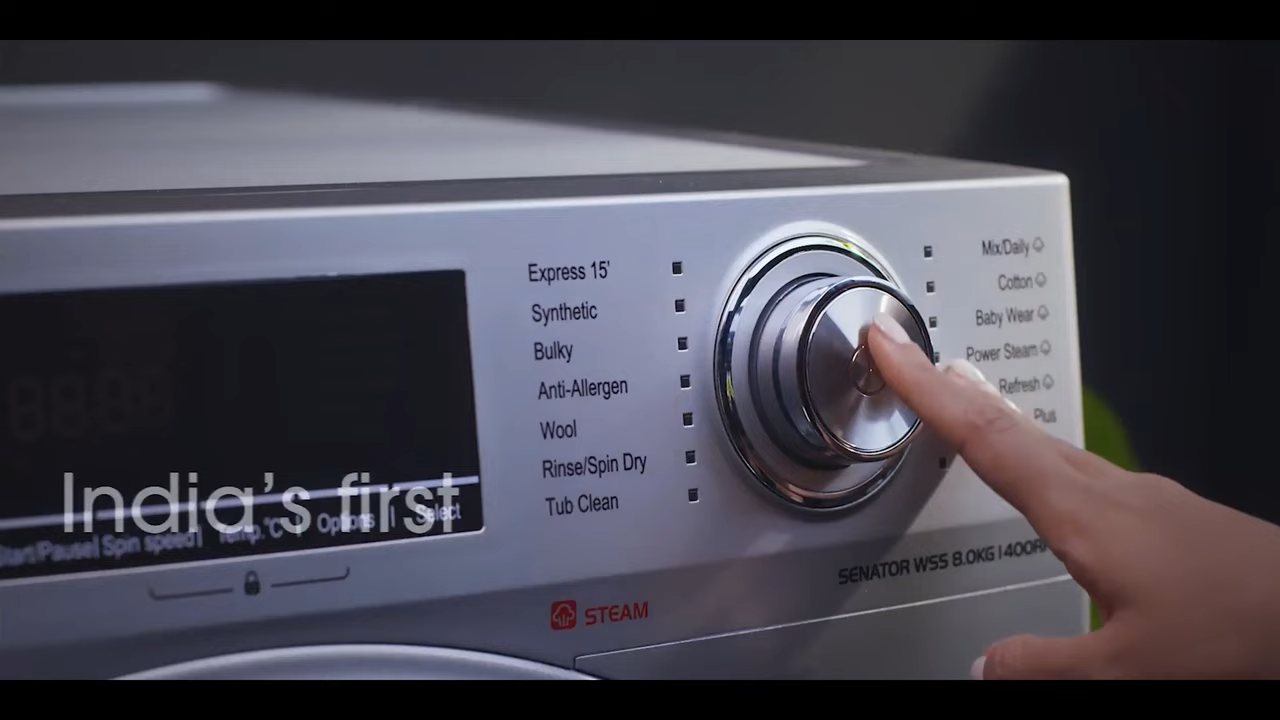 Express 15'
Synthetic
Bulky
Anti-Allergen
Wool
Rinse/Spin Dry
Tub Clean
Mix/Daily
Cotton
Baby Wear
Power Steam
Refresh
Plus
India's first
Start/Pause| Spin speed| Temp.°C | Options | Select
SENATOR WSS 8.0KG 1400RP
STEAM